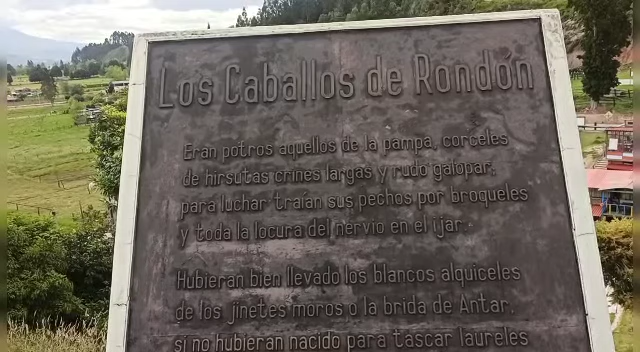 Los Caballos de Rondón
Eran potros aquellos de la pampa, corceles
de hirsutas crines largas y rudo galopar;
para luchar traían sus pechos por broqueles
y toda la locura del nervio en el ijar.
Hubieran bien llevado los blancos alquiceles
de los jinetes moros o la brida de Antar,
si no hubieran nacido para tascar laureles